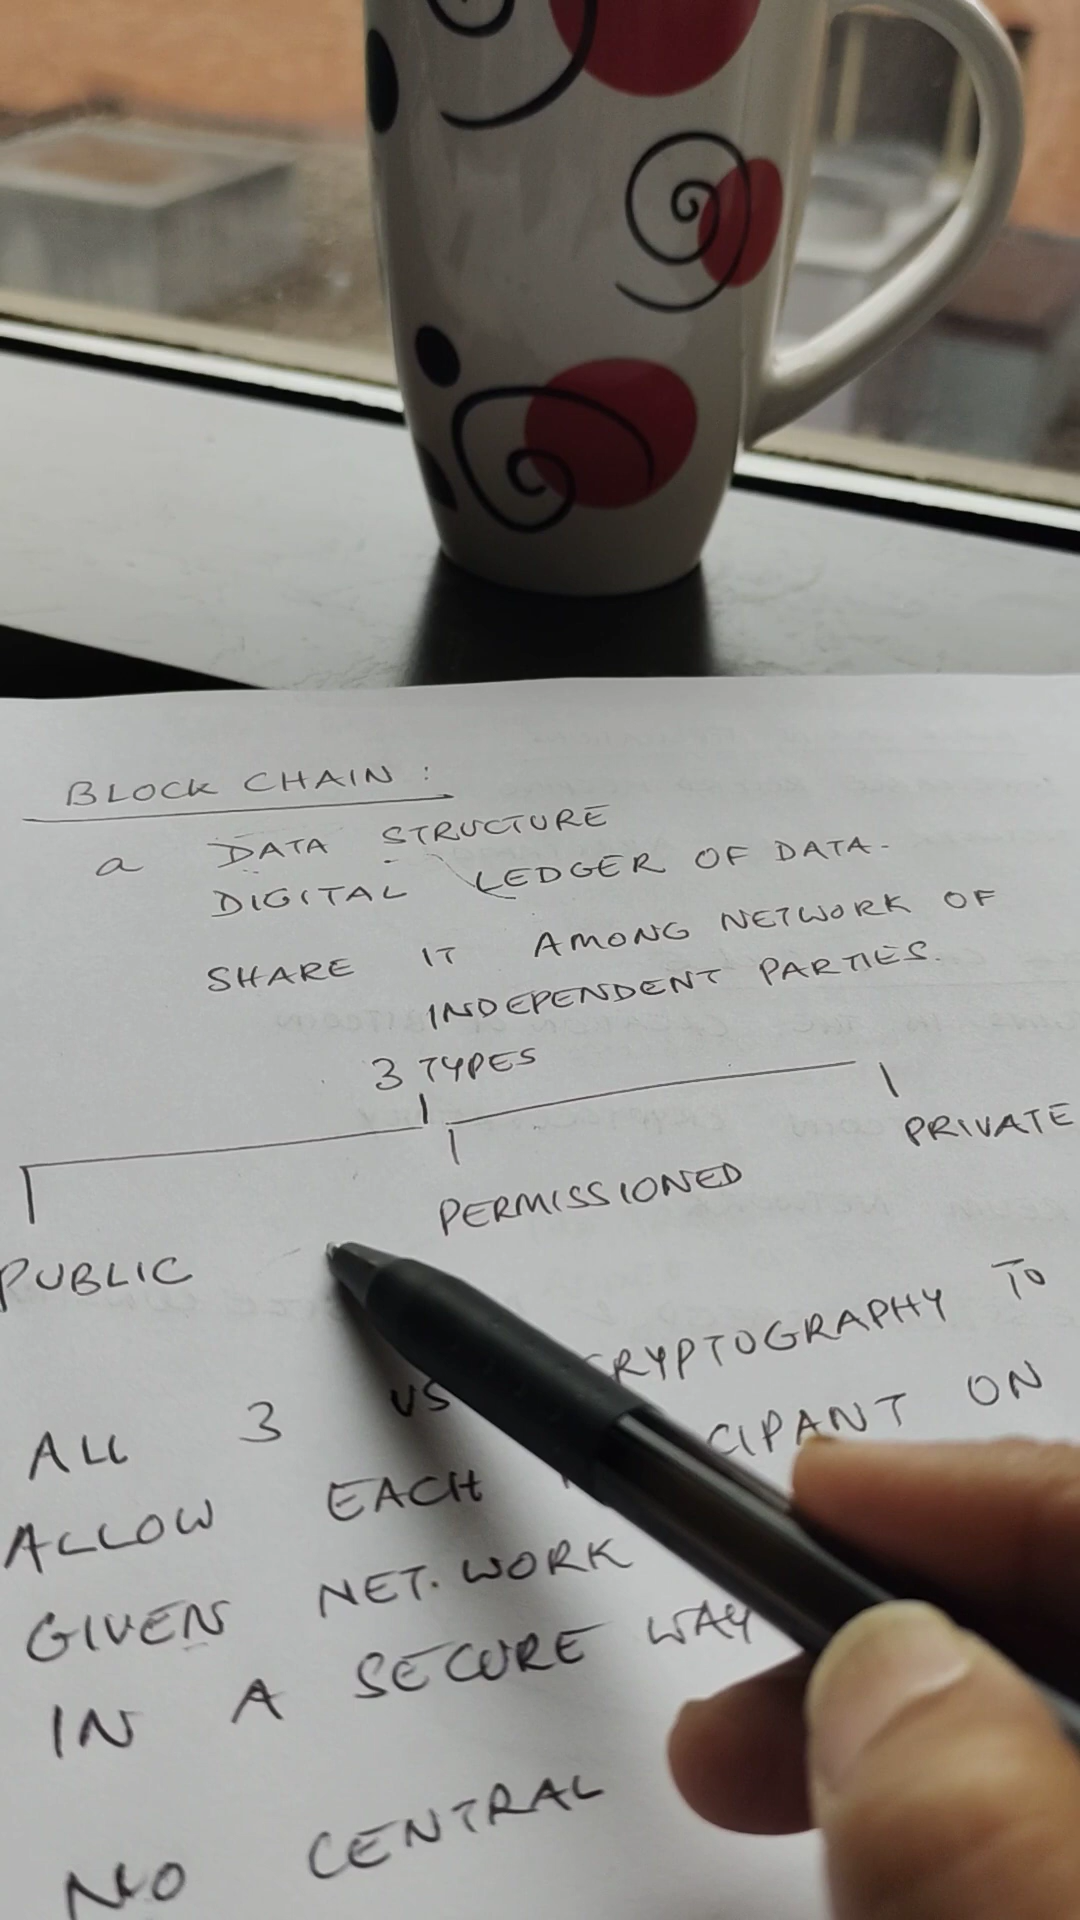 BLOCK CHAIN :
a DATA STRUCTURE
DIGITAL LEDGER OF DATA.
SHARE IT AMONG NETWORK OF
INDEPENDENT PARTIES.
3 TYPES
PUBLIC PERMISSIONED PRIVATE
ALL 3 CRYPTOGRAPHY TO
ALLOW EACH ON
GIVEN NET.WORK
IN A SECURE WAY
NO CENTRAL